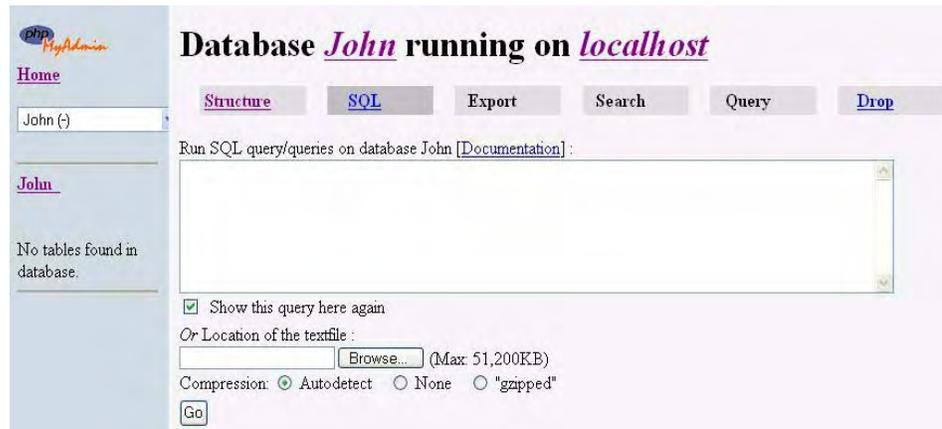 php
MyAdmin
Home
John (-)
John
No tables found in
database.
Database John running on localhost
Structure SQL Export Search Query Drop
Run SQL query/queries on database John [Documentation] :
Show this query here again
Or Location of the textfile :
Browse... (Max: 51,200KB)
Compression: Autodetect None "gzipped"
Go